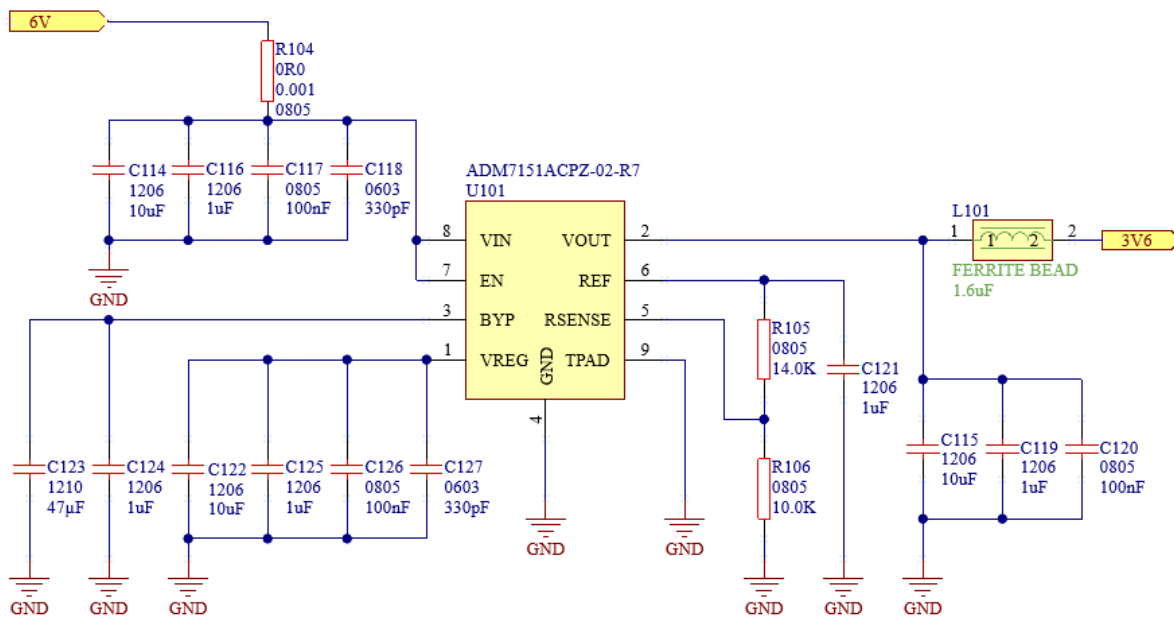 6V
R104
0R0
0.001
0805
C114
1206
10uF
C116
1206
1uF
C117
0805
100nF
C118
0603
330pF
ADM7151ACPZ-02-R7
U101
8
VIN
VOUT
2
7
EN
REF
6
3
BYP
RSENSE
5
1
VREG
GND
TPAD
9
4
L101
1
1
2
2
3V6
FERRITE BEAD
1.6uF
GND
R105
0805
14.0K
C121
1206
1uF
R106
0805
10.0K
C115
1206
10uF
C119
1206
1uF
C120
0805
100nF
C123
1210
47µF
C124
1206
1uF
C122
1206
10uF
C125
1206
1uF
C126
0805
100nF
C127
0603
330pF
GND
GND
GND
GND
GND
GND
GND
GND